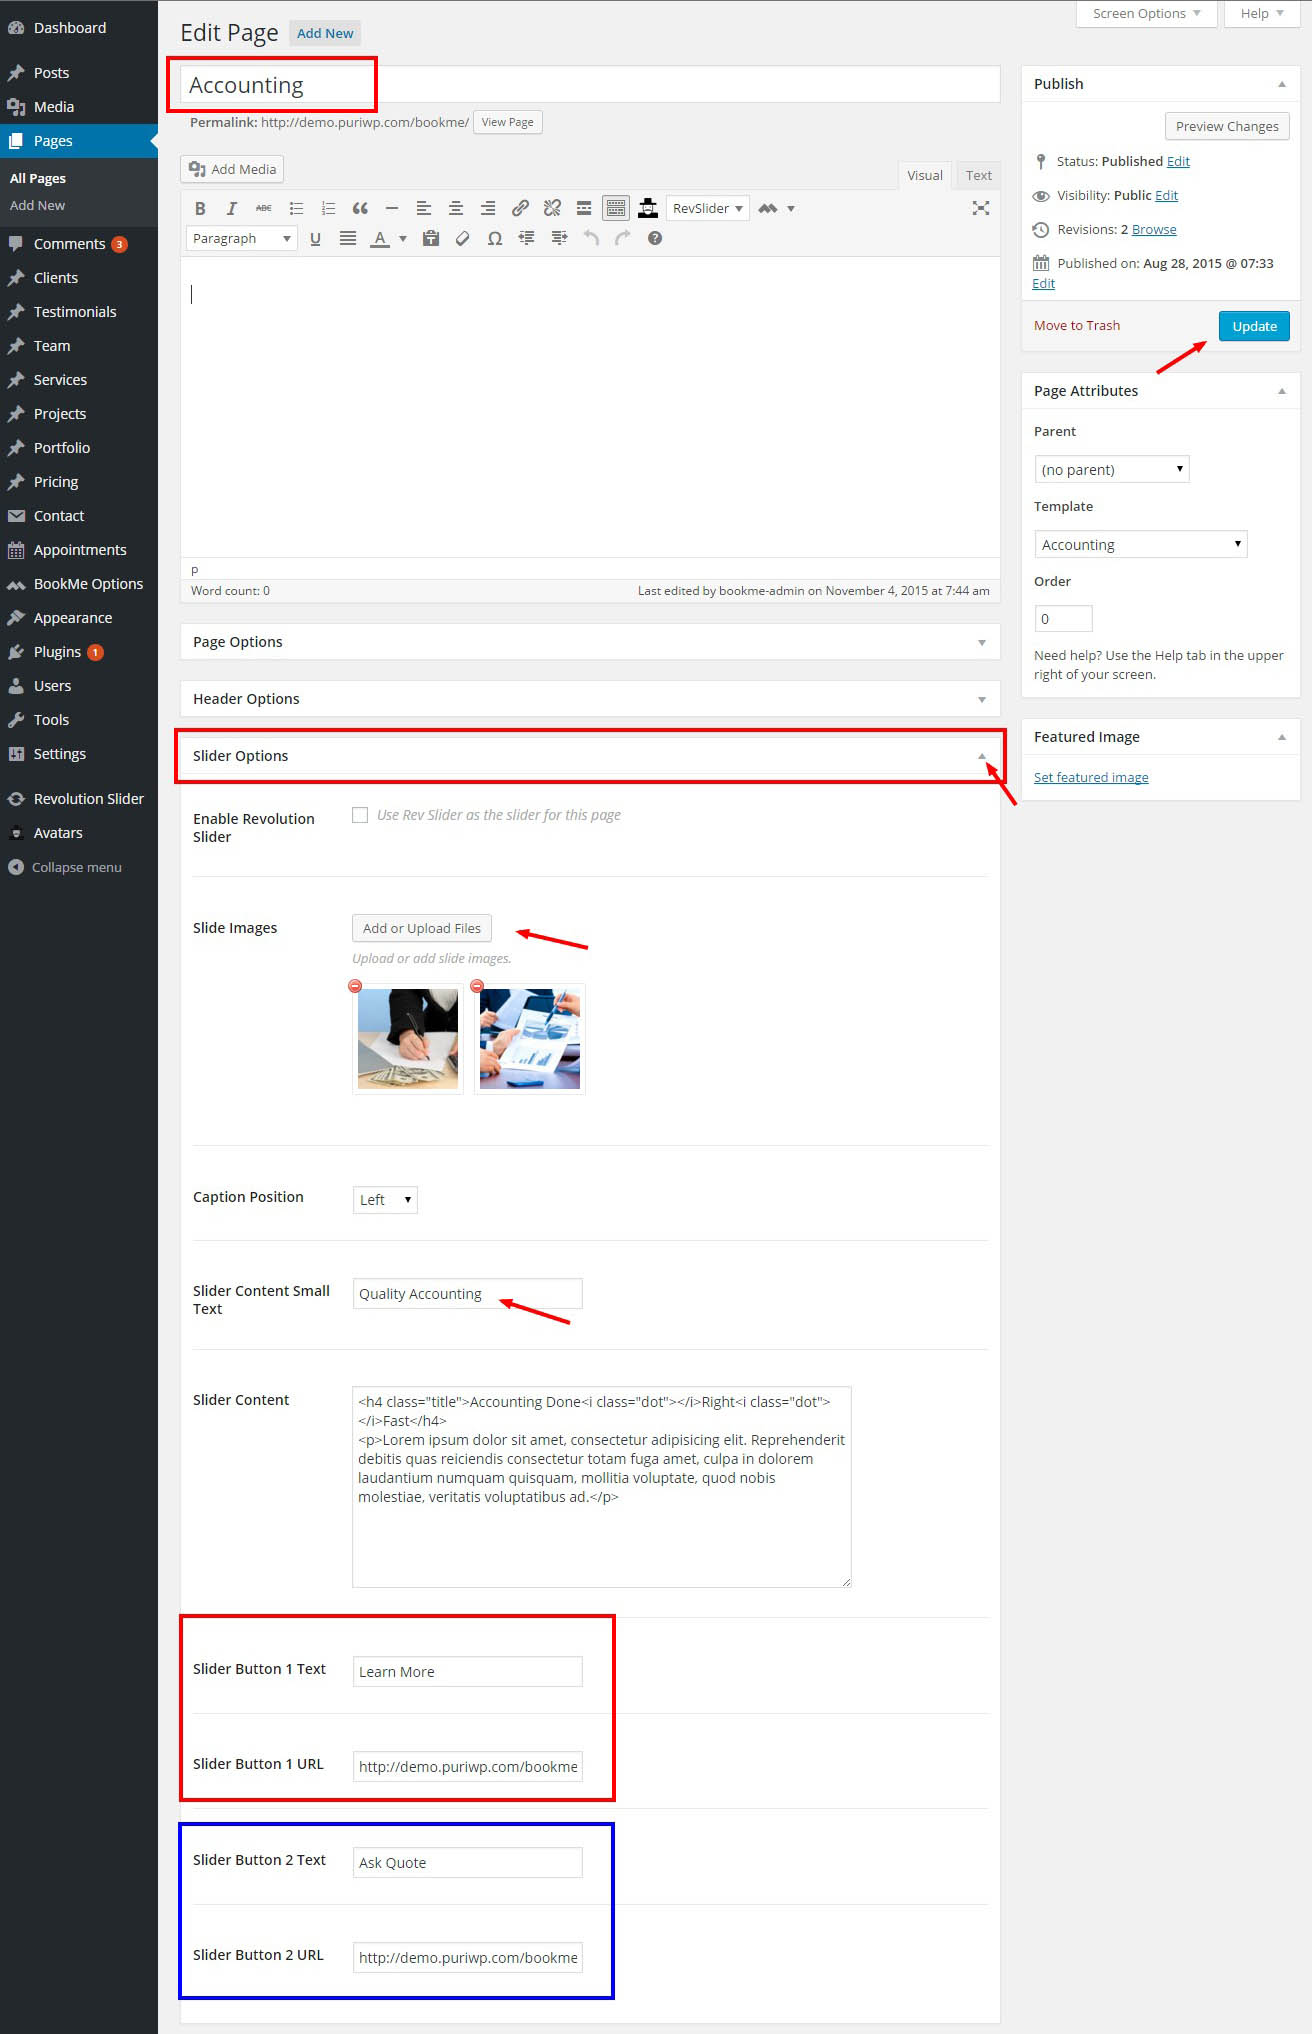 Dashboard
Posts
Media
Pages
All Pages
Add New
Comments 3
Clients
Testimonials
Team
Services
Projects
Portfolio
Pricing
Contact
Appointments
BookMe Options
Appearance
Plugins 1
Users
Tools
Settings
Revolution Slider
Avatars
Collapse menu
Screen Options
Help
Edit Page Add New
Accounting
Permalink: http://demo.puriwp.com/bookme/ View Page
Add Media
Visual Text
B I ABC RevSlider
Paragraph U A Ω
p
Word count: 0 Last edited by bookme-admin on November 4, 2015 at 7:44 am
Page Options
Header Options
Slider Options
Enable Revolution
Slider
Use Rev Slider as the slider for this page
Slide Images
Add or Upload Files
Upload or add slide images.
Caption Position
Left
Slider Content Small
Text
Quality Accounting
Slider Content
<h4 class="title">Accounting Done<i class="dot"></i>Right<i class="dot">
</i>Fast</h4>
<p>Lorem ipsum dolor sit amet, consectetur adipisicing elit. Reprehenderit
debitis quas reiciendis consectetur totam fuga amet, culpa in dolorem
laudantium numquam quisquam, mollitia voluptate, quod nobis
molestiae, veritatis voluptatibus ad.</p>
Slider Button 1 Text
Learn More
Slider Button 1 URL
http://demo.puriwp.com/bookme
Slider Button 2 Text
Ask Quote
Slider Button 2 URL
http://demo.puriwp.com/bookme
Publish
Preview Changes
Status: Published Edit
Visibility: Public Edit
Revisions: 2 Browse
Published on: Aug 28, 2015 @ 07:33
Edit
Move to Trash
Update
Page Attributes
Parent
(no parent)
Template
Accounting
Order
0
Need help? Use the Help tab in the upper
right of your screen.
Featured Image
Set featured image